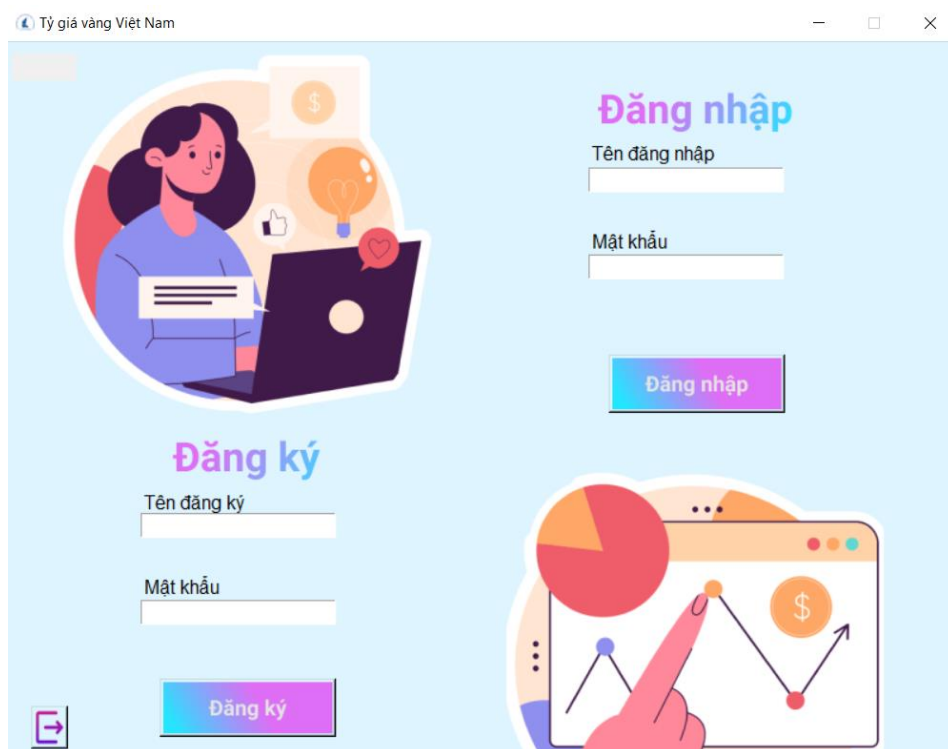 Tỷ giá vàng Việt Nam
Đăng nhập
Tên đăng nhập
Mật khẩu
Đăng nhập
Đăng ký
Tên đăng ký
Mật khẩu
Đăng ký
$
$